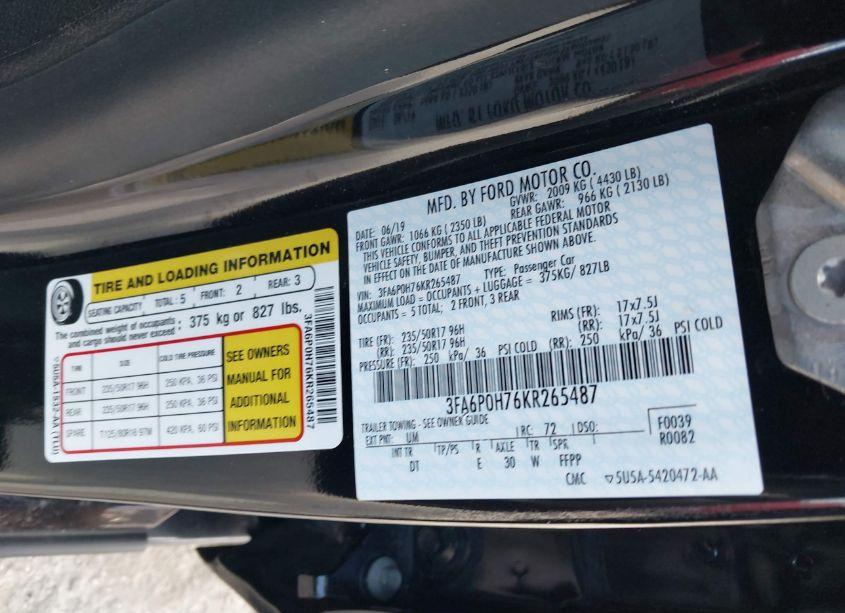 TIRE AND LOADING INFORMATION
SEATING CAPACITY TOTAL: 5 FRONT: 2 REAR: 3
The combined weight of occupants and cargo should never exceed: 375 kg or 827 lbs.
TIRE SIZE COLD TIRE PRESSURE
FRONT 235/50R17 96H 250 KPA, 36 PSI
REAR 235/50R17 96H 250 KPA, 36 PSI
SPARE T125/80R16 97M 420 KPA, 60 PSI
SEE OWNERS
MANUAL FOR
ADDITIONAL
INFORMATION
3FA6P0H76KR265487
MFD. BY FORD MOTOR CO.
DATE: 06/19 GVWR: 2009 KG ( 4430 LB)
FRONT GAWR: 1066 KG ( 2350 LB) REAR GAWR: 966 KG ( 2130 LB)
THIS VEHICLE CONFORMS TO ALL APPLICABLE FEDERAL MOTOR
VEHICLE SAFETY, BUMPER, AND THEFT PREVENTION STANDARDS
IN EFFECT ON THE DATE OF MANUFACTURE SHOWN ABOVE.
VIN: 3FA6P0H76KR265487 TYPE: Passenger Car
MAXIMUM LOAD = OCCUPANTS + LUGGAGE = 375KG/ 827LB
OCCUPANTS = 5 TOTAL; 2 FRONT, 3 REAR
TIRE (FR): 235/50R17 96H RIMS (FR): 17x7.5J
(RR): 235/50R17 96H (RR): 17x7.5J
PRESSURE (FR): 250 kPa/ 36 PSI COLD (RR): 250 kPa/ 36 PSI COLD
3FA6P0H76KR265487
TRAILER TOWING - SEE OWNER GUIDE
EXT PNT: UM RC: 72 DSO: F0039
R0082
INT TR TP/PS R AXLE TR SPR
DT E 30 W FFPP
CMC 5U5A-5420472-AA